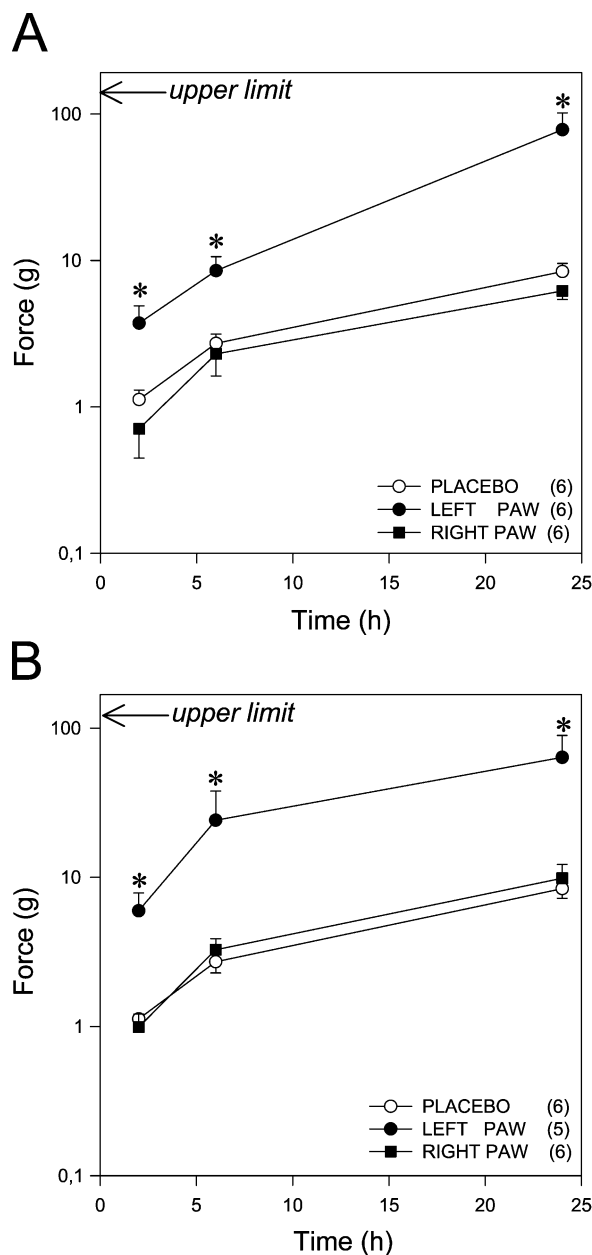 A
upper limit
*
*
*
100
10
1
0,1
Force (g)
PLACEBO (6)
LEFT PAW (6)
RIGHT PAW (6)
0 5 10 15 20 25
Time (h)
B
upper limit
*
*
*
100
10
1
0,1
Force (g)
PLACEBO (6)
LEFT PAW (5)
RIGHT PAW (6)
0 5 10 15 20 25
Time (h)